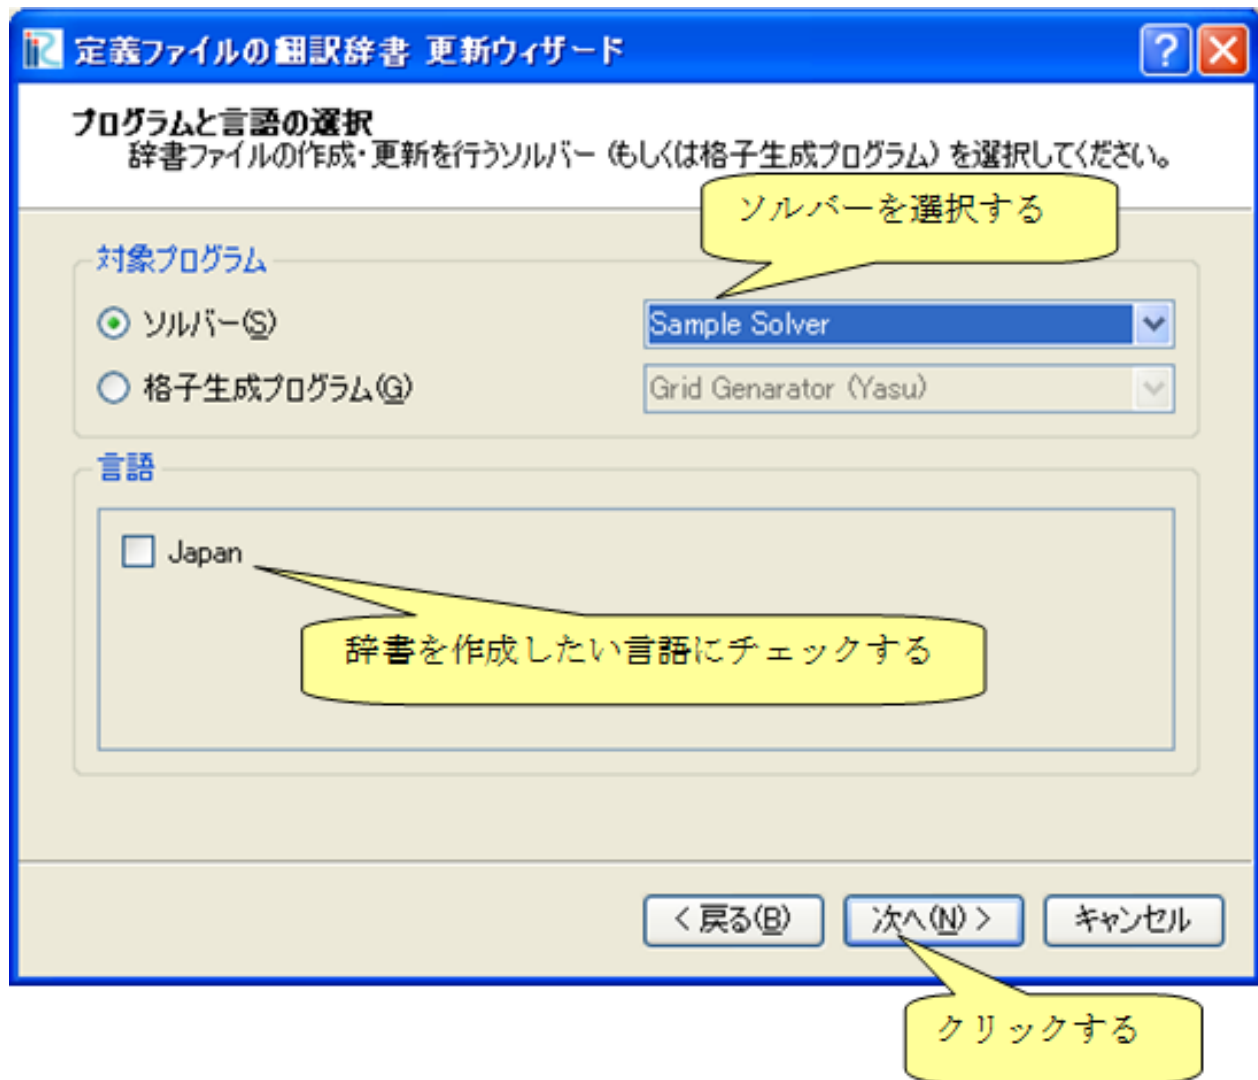 定義ファイルの翻訳辞書 更新ウィザード
プログラムと言語の選択
辞書ファイルの作成・更新を行うソルバー (もしくは格子生成プログラム) を選択してください。
ソルバーを選択する
対象プログラム
ソルバー(S)
Sample Solver
格子生成プログラム(G)
Grid Genarator (Yasu)
言語
Japan
辞書を作成したい言語にチェックする
< 戻る(B)
次へ(N) >
キャンセル
クリックする